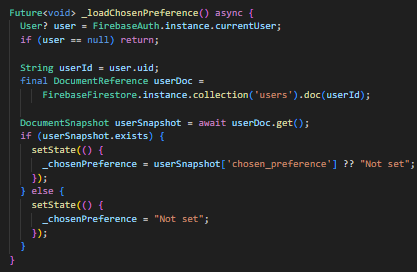 Future<void> _loadChosenPreference() async {
  User? user = FirebaseAuth.instance.currentUser;
  if (user == null) return;

  String userId = user.uid;
  final DocumentReference userDoc =
      FirebaseFirestore.instance.collection('users').doc(userId);

  DocumentSnapshot userSnapshot = await userDoc.get();
  if (userSnapshot.exists) {
    setState(() {
      _chosenPreference = userSnapshot['chosen_preference'] ?? "Not set";
    });
  } else {
    setState(() {
      _chosenPreference = "Not set";
    });
  }
}